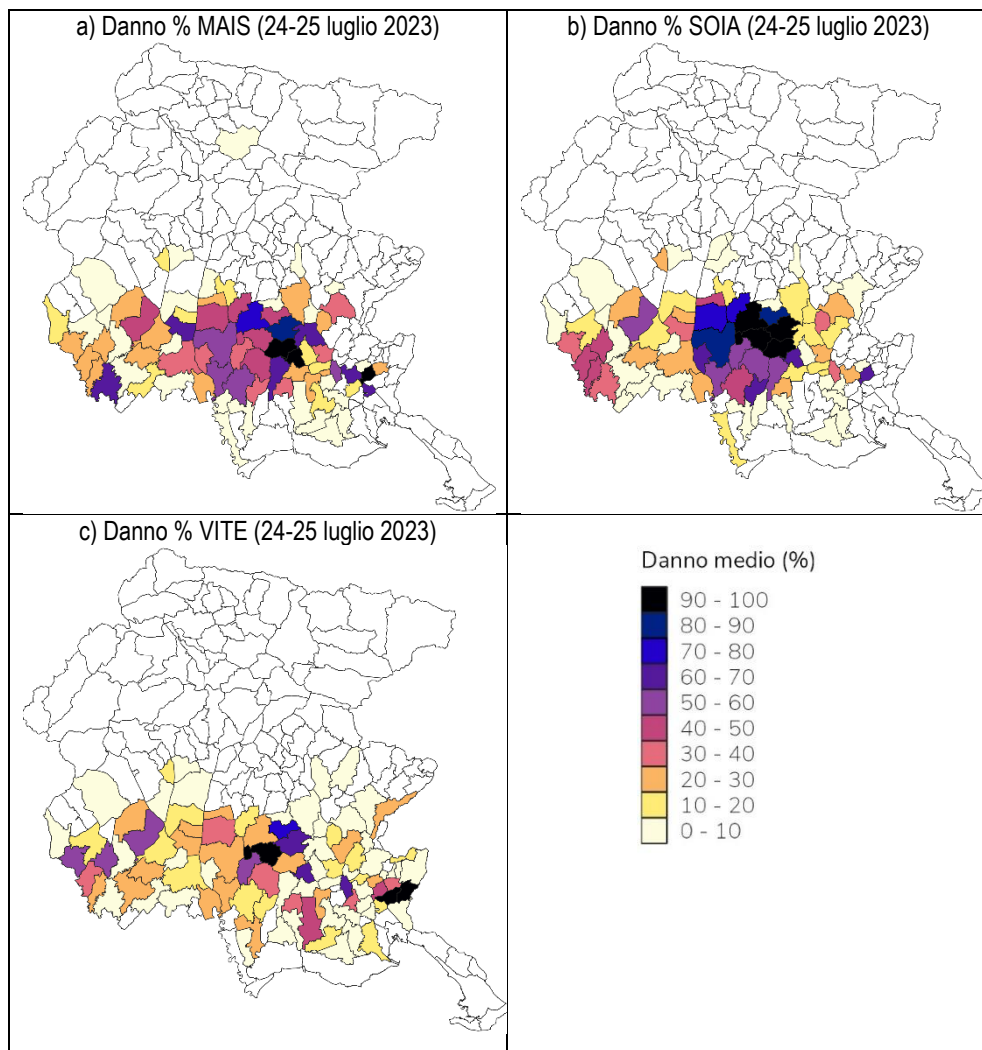 a) Danno % MAIS (24-25 luglio 2023)
b) Danno % SOIA (24-25 luglio 2023)
c) Danno % VITE (24-25 luglio 2023)
Danno medio (%)
90 - 100
80 - 90
70 - 80
60 - 70
50 - 60
40 - 50
30 - 40
20 - 30
10 - 20
0 - 10